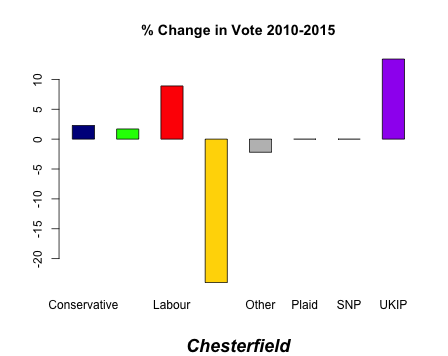 % Change in Vote 2010-2015
10
5
0
-5
-10
-15
-20
Conservative Labour Other Plaid SNP UKIP
Chesterfield